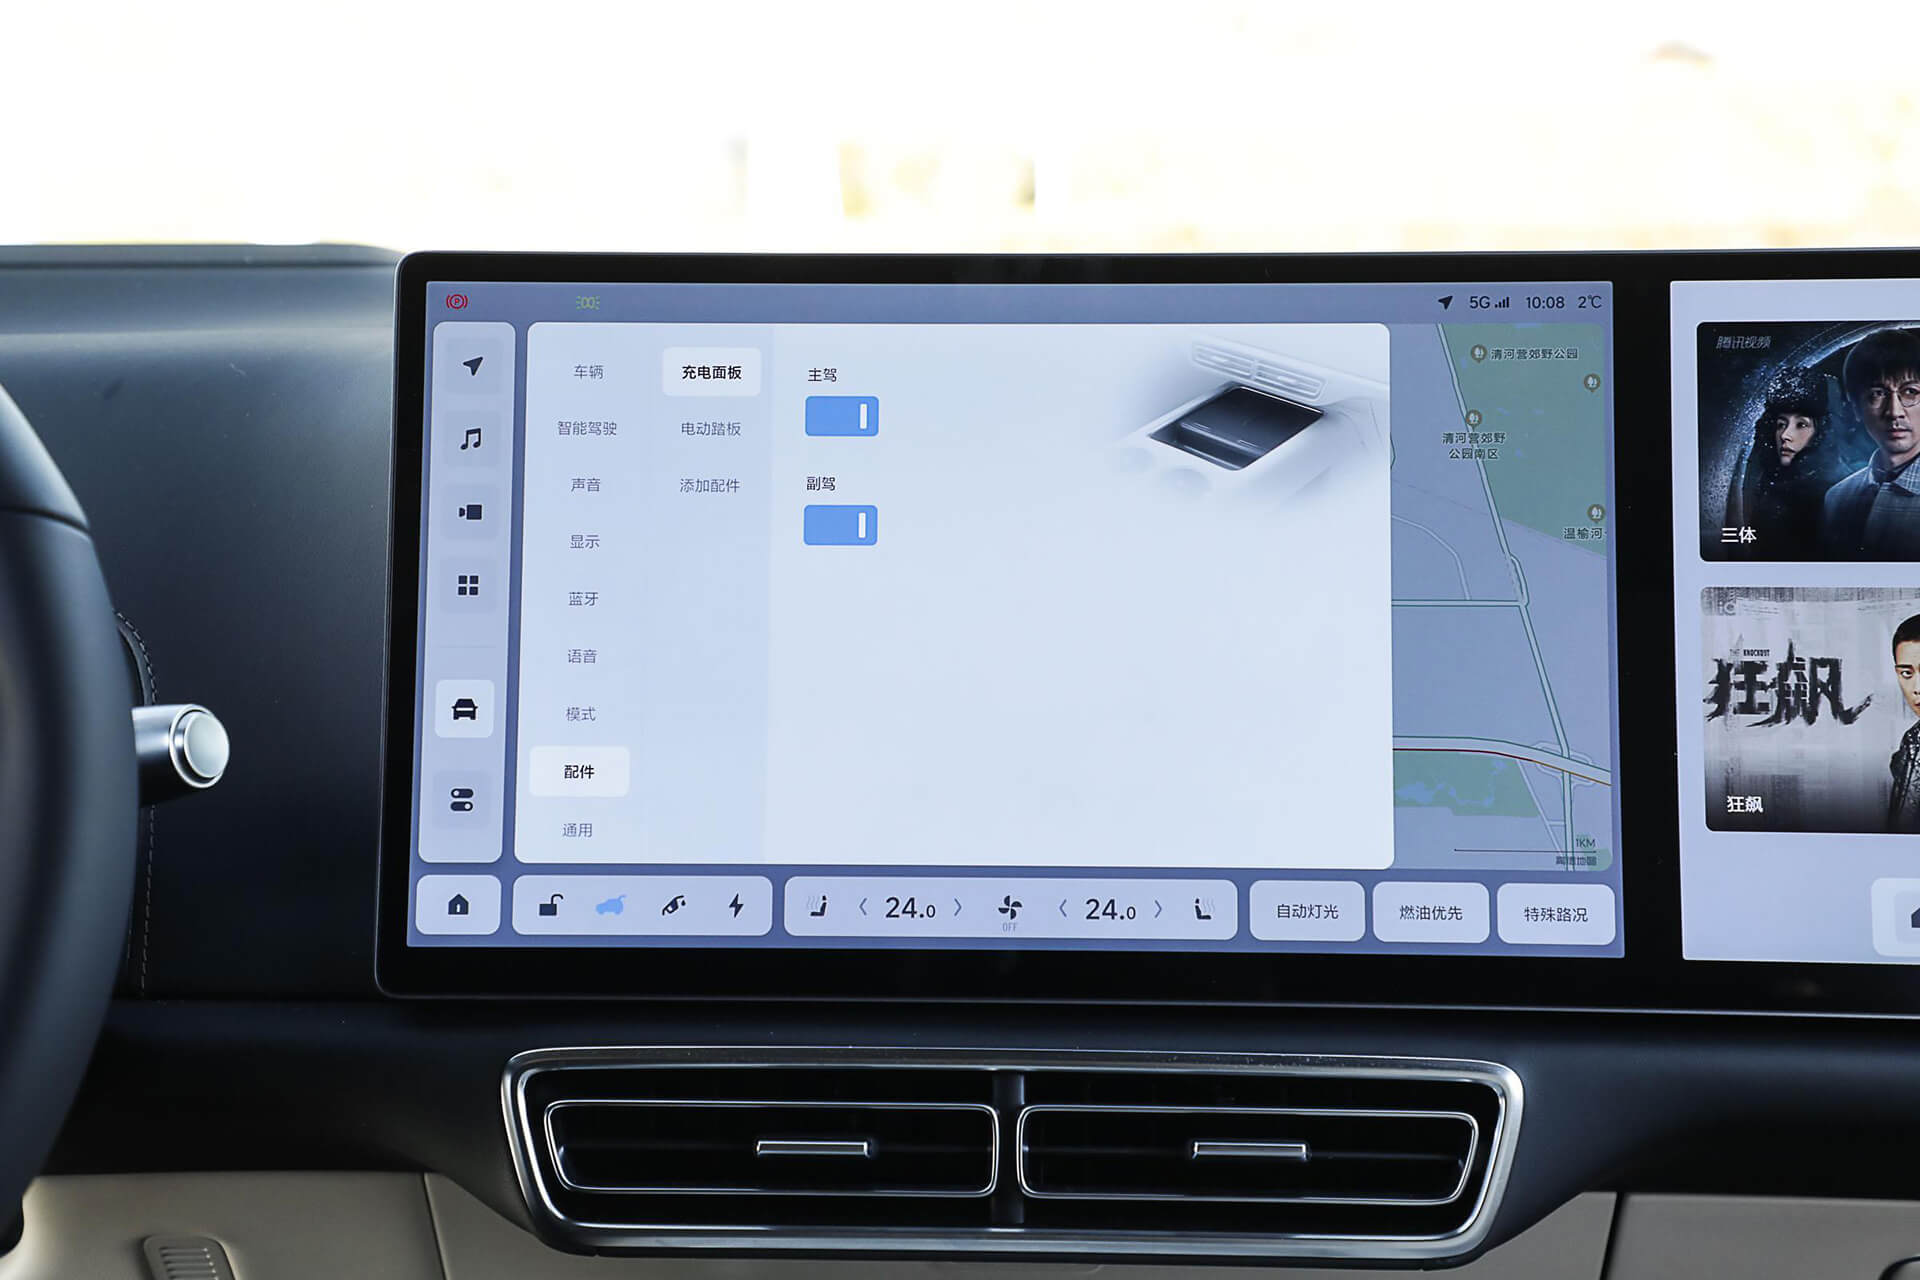 5G
10:08
2℃
车辆
智能驾驶
声音
显示
蓝牙
语音
模式
配件
通用
充电面板
电动踏板
添加配件
主驾
副驾
清河营郊野公园
清河营郊野
公园南区
温榆河
1KM
高德地图
24.0
OFF
24.0
自动灯光
燃油优先
特殊路况
腾讯视频
三体
THE KNOCKOUT
狂飙
狂飙